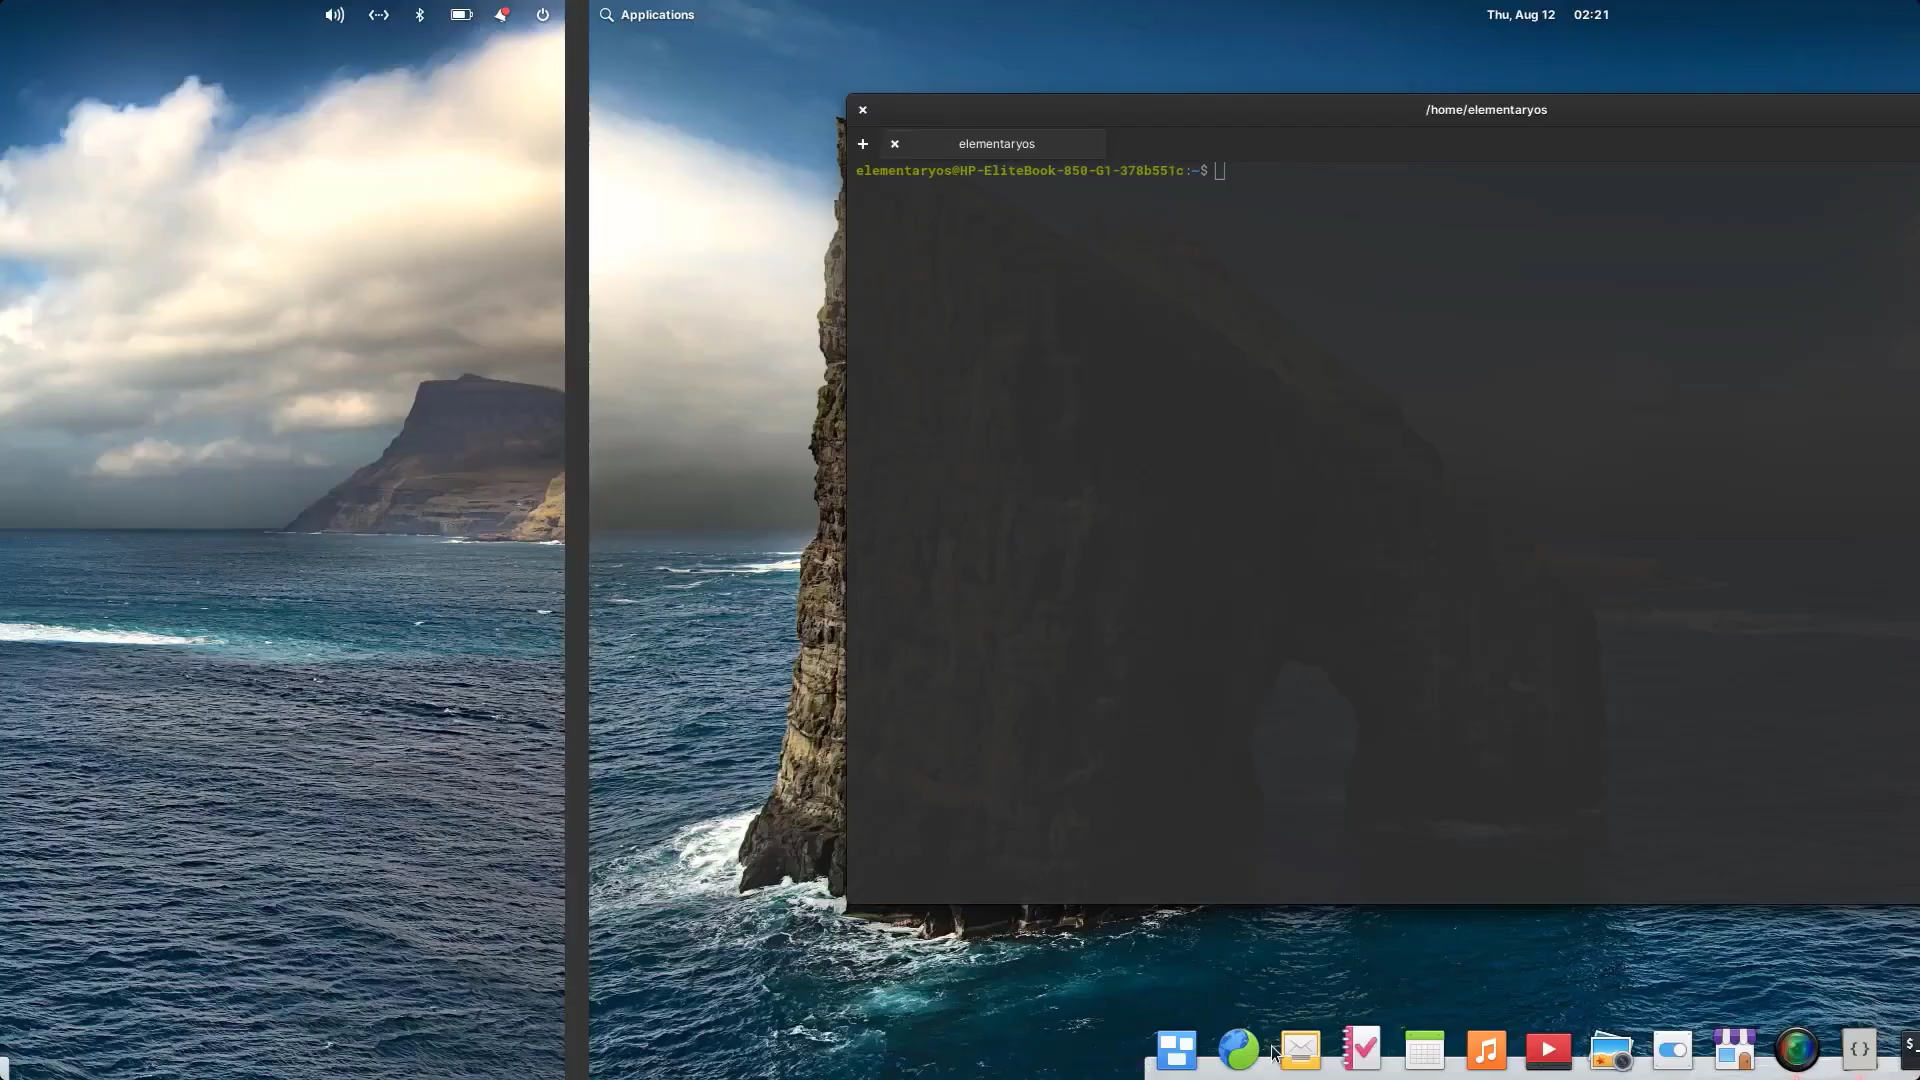 Applications
Thu, Aug 12 02:21
/home/elementaryos
elementaryos
elementaryos@HP-EliteBook-850-G1-378b551c:~$
{ }
$_